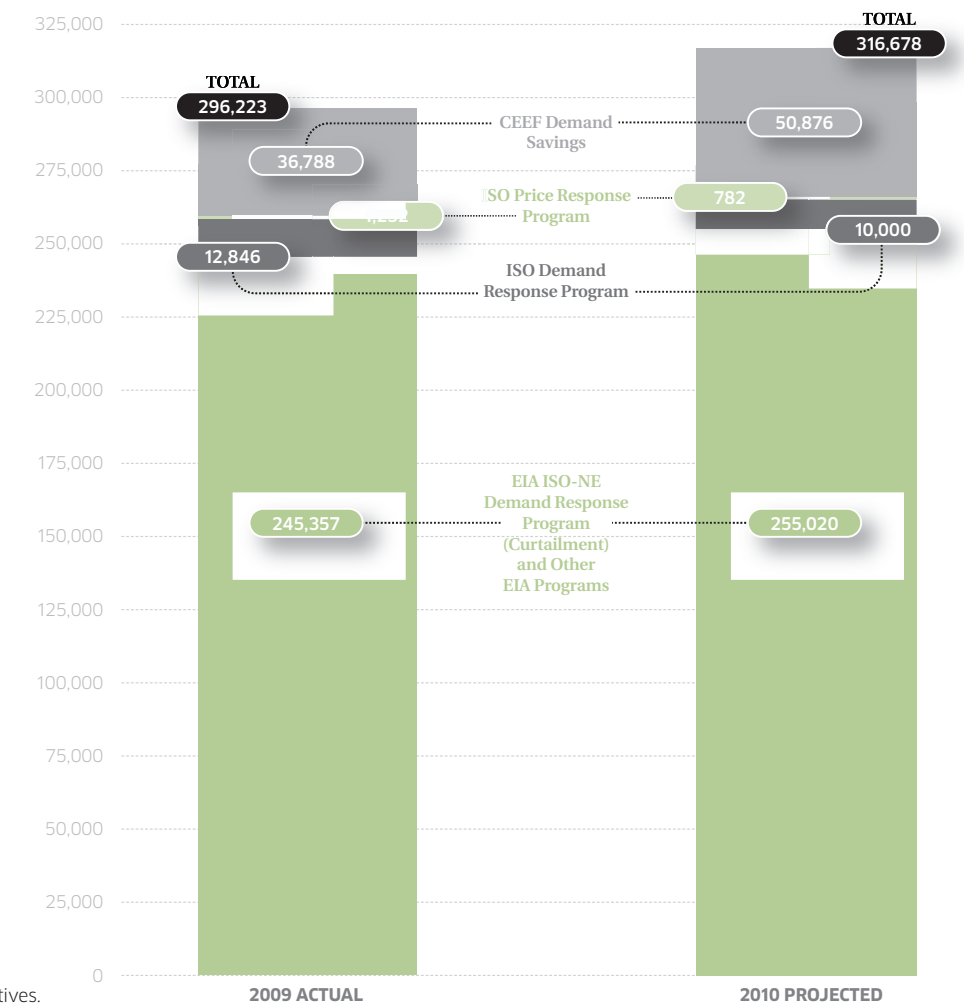 325,000
TOTAL
316,678
TOTAL
300,000
296,223
CEEF Demand
Savings
50,876
36,788
275,000
SO Price Response
Program
782
250,000
12,846
10,000
ISO Demand
Response Program
225,000
200,000
175,000
EIA ISO-NE
Demand Response
Program
(Curtailment)
and Other
EIA Programs
245,357
255,020
150,000
125,000
100,000
75,000
50,000
25,000
0
tives.
2009 ACTUAL
2010 PROJECTED